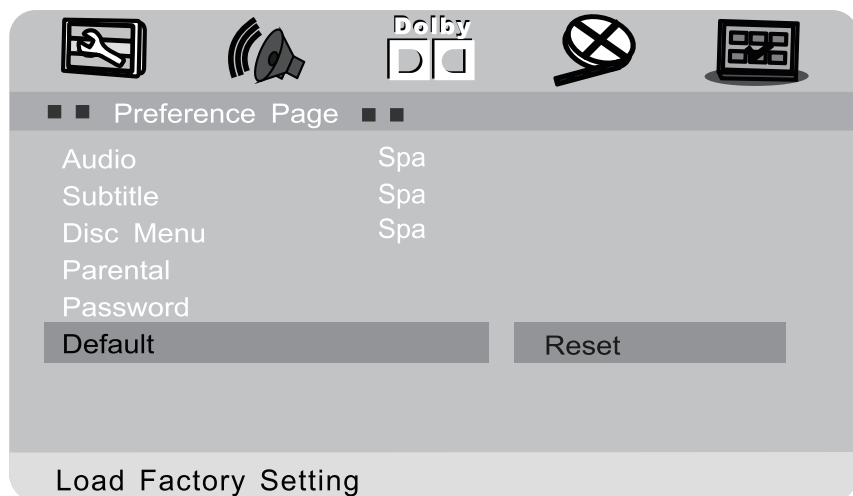 Dolby
Preference Page
Audio Spa
Subtitle Spa
Disc Menu Spa
Parental
Password
Default Reset
Load Factory Setting